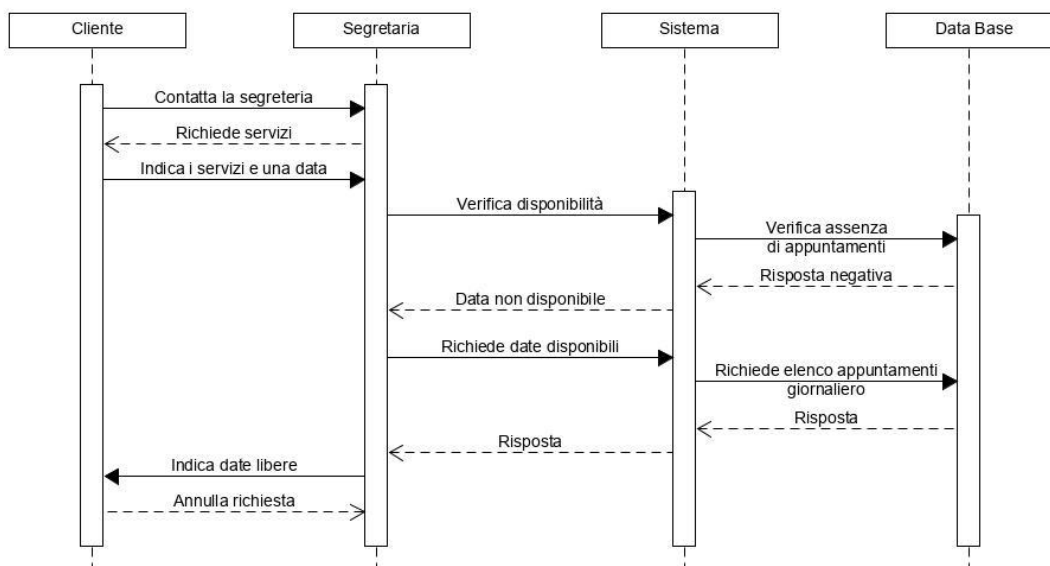 Cliente
Segretaria
Sistema
Data Base
Contatta la segreteria
Richiede servizi
Indica i servizi e una data
Verifica disponibilità
Verifica assenza
di appuntamenti
Risposta negativa
Data non disponibile
Richiede date disponibili
Richiede elenco appuntamenti
giornaliero
Risposta
Risposta
Indica date libere
Annulla richiesta